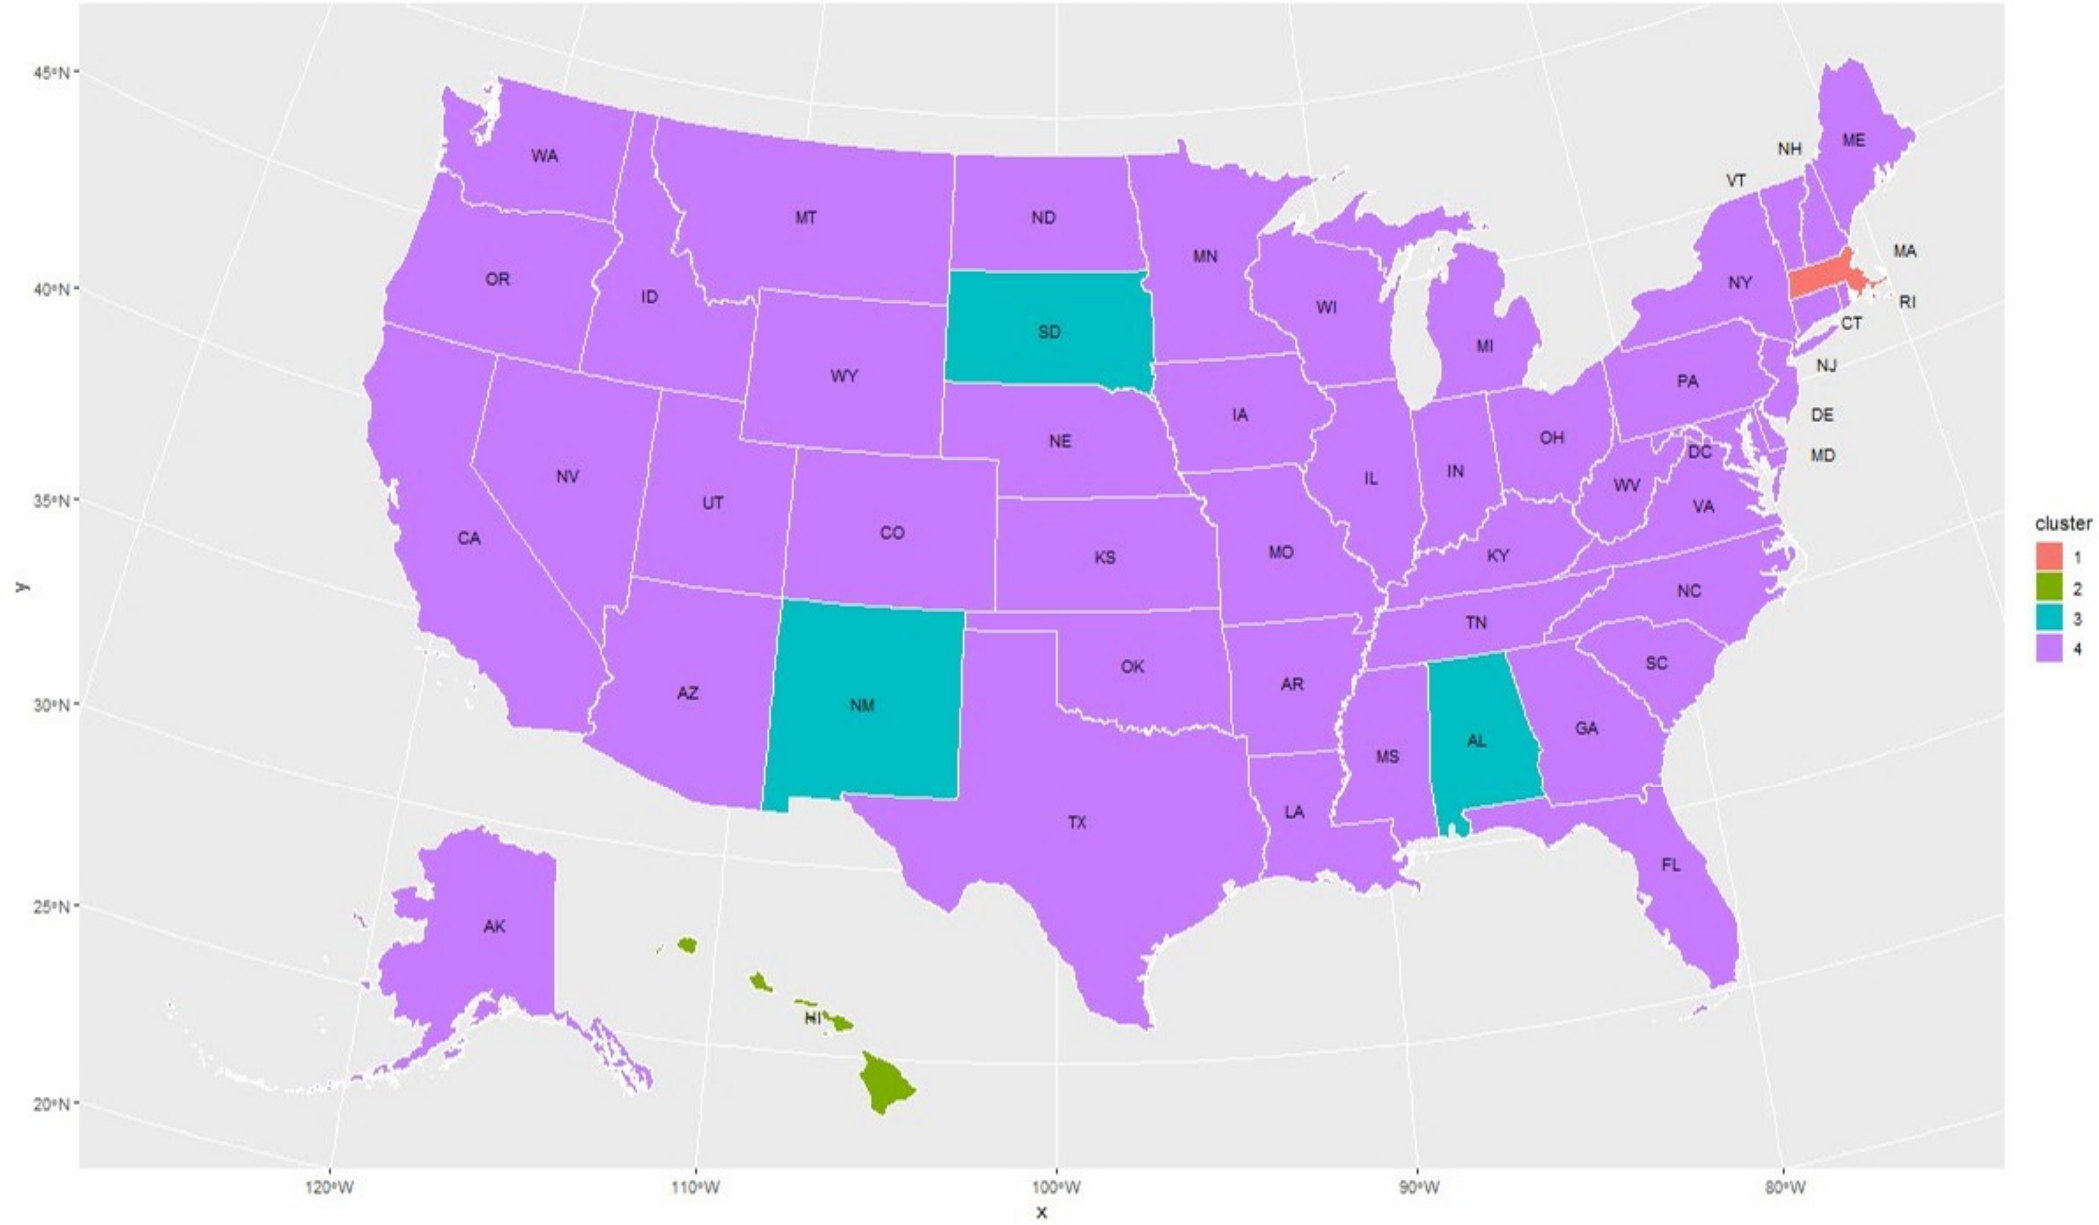 45°N
40°N
35°N
30°N
25°N
20°N
y
WA
MT
ND
MN
OR
ID
SD
WI
MI
WY
NE
IA
NV
UT
CO
KS
CA
IL
IN
OH
MO
KY
WV
VA
DC
PA
NY
VT
NH
ME
MA
RI
CT
NJ
DE
MD
NC
TN
SC
AZ
NM
OK
AR
MS
AL
GA
TX
LA
FL
AK
HI
120°W 110°W 100°W 90°W 80°W
x
cluster
1
2
3
4